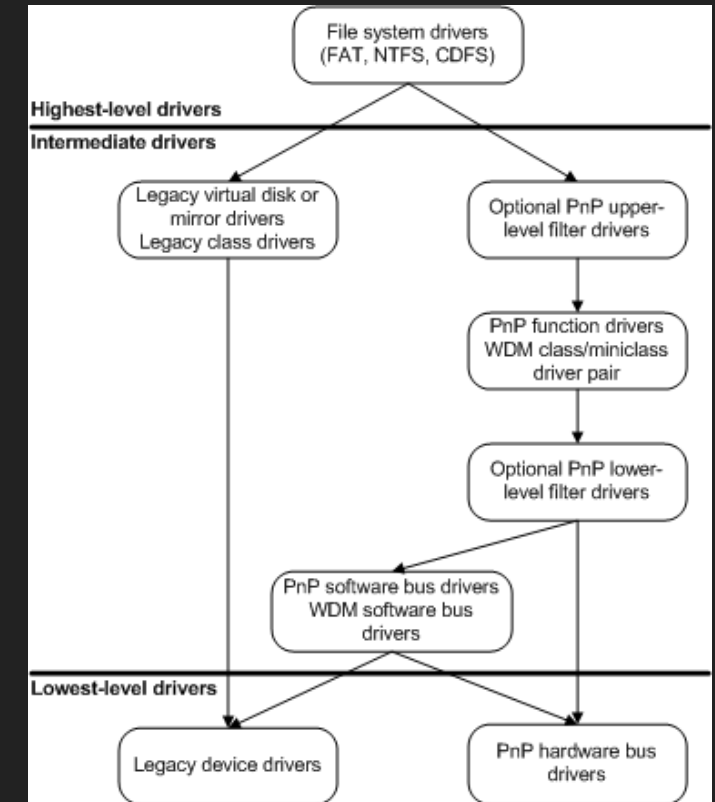 File system drivers
(FAT, NTFS, CDFS)
Highest-level drivers
Intermediate drivers
Legacy virtual disk or
mirror drivers
Legacy class drivers
Optional PnP upper-
level filter drivers
PnP function drivers
WDM class/miniclass
driver pair
Optional PnP lower-
level filter drivers
PnP software bus drivers
WDM software bus
drivers
Lowest-level drivers
Legacy device drivers
PnP hardware bus
drivers